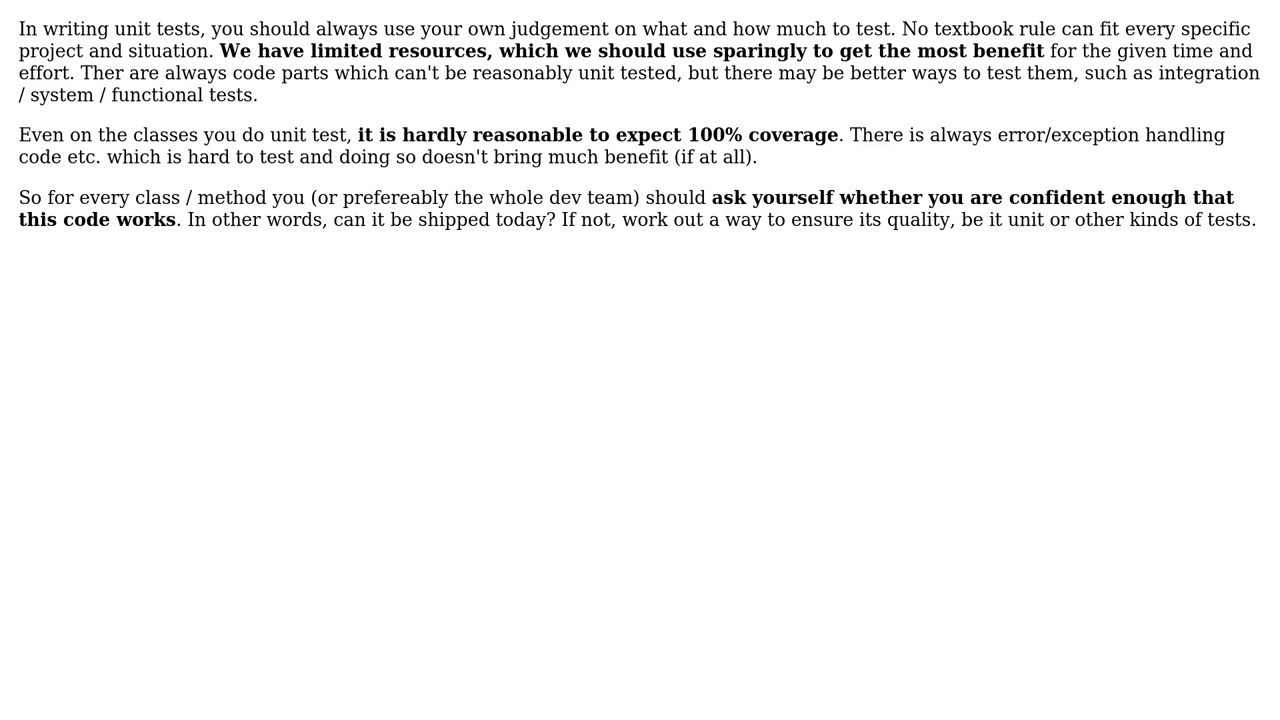 In writing unit tests, you should always use your own judgement on what and how much to test. No textbook rule can fit every specific
project and situation. We have limited resources, which we should use sparingly to get the most benefit for the given time and
effort. Ther are always code parts which can't be reasonably unit tested, but there may be better ways to test them, such as integration
/ system / functional tests.
Even on the classes you do unit test, it is hardly reasonable to expect 100% coverage. There is always error/exception handling
code etc. which is hard to test and doing so doesn't bring much benefit (if at all).
So for every class / method you (or prefereably the whole dev team) should ask yourself whether you are confident enough that
this code works. In other words, can it be shipped today? If not, work out a way to ensure its quality, be it unit or other kinds of tests.